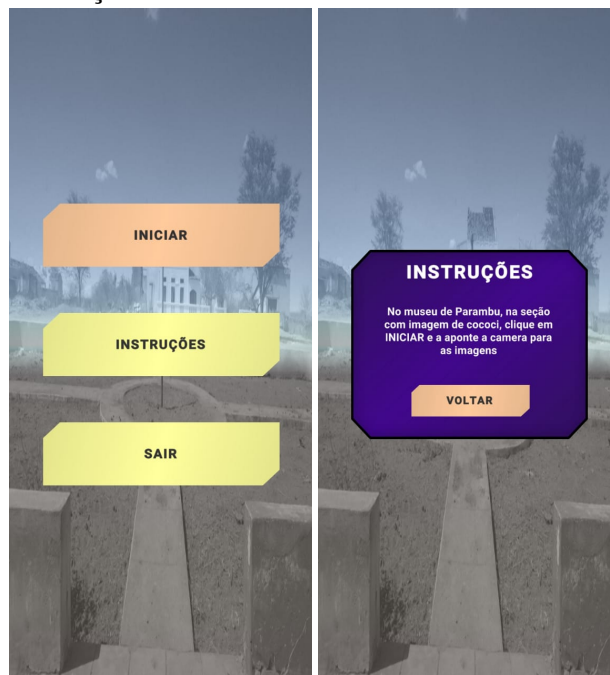 INICIAR
INSTRUÇÕES
SAIR
INSTRUÇÕES
No museu de Parambu, na seção
com imagem de cococi, clique em
INICIAR e a aponte a camera para
as imagens
VOLTAR